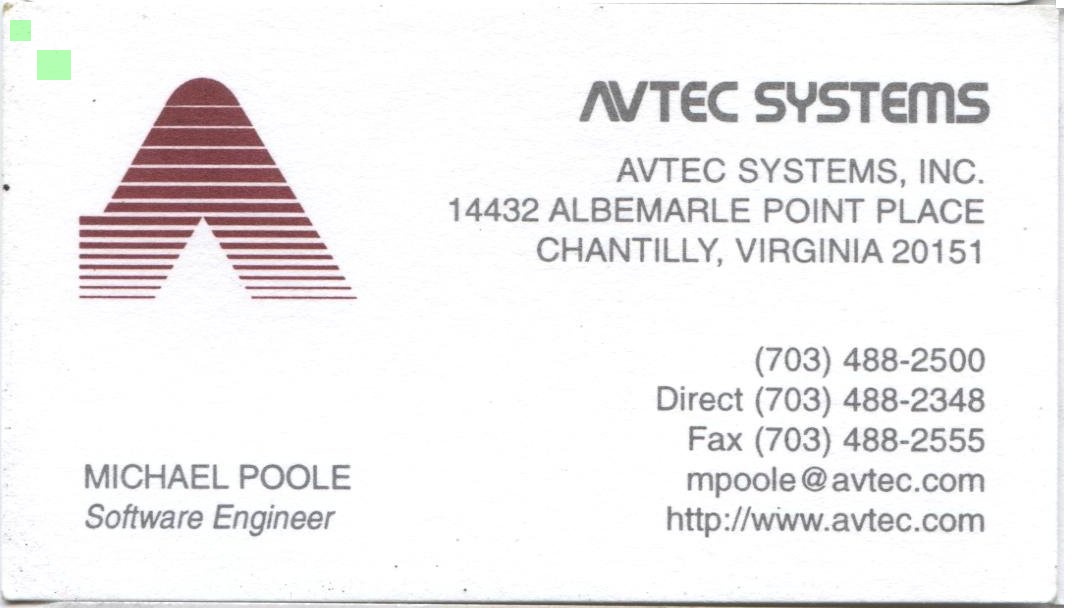 AVTEC SYSTEMS
AVTEC SYSTEMS, INC.
14432 ALBEMARLE POINT PLACE
CHANTILLY, VIRGINIA 20151
(703) 488-2500
Direct (703) 488-2348
Fax (703) 488-2555
mpoole@avtec.com
http://www.avtec.com
MICHAEL POOLE
Software Engineer